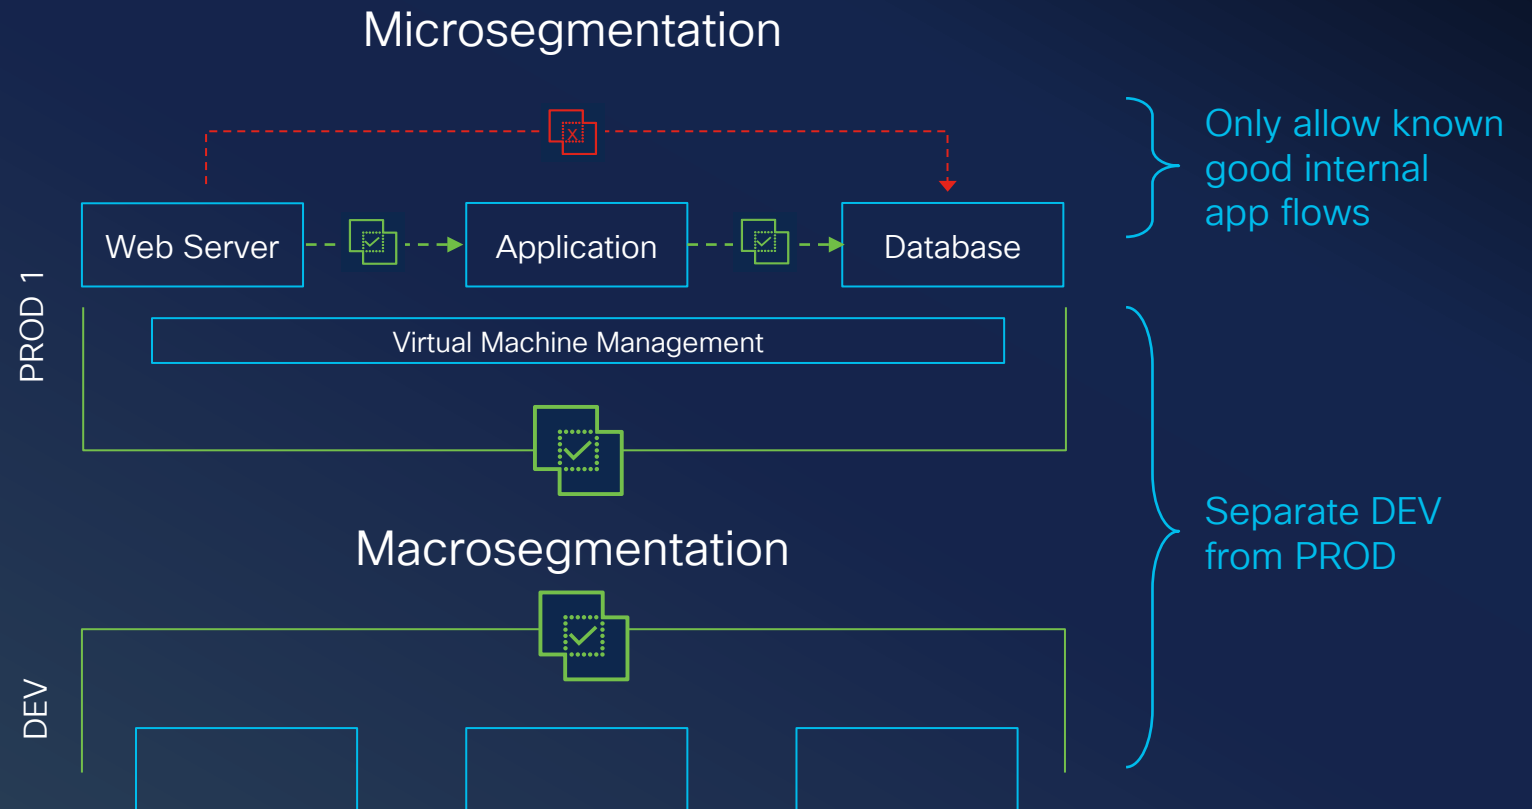 Microsegmentation
X
Only allow known
good internal
app flows
Web Server
Application
Database
PROD 1
Virtual Machine Management
Macrosegmentation
Separate DEV
from PROD
DEV